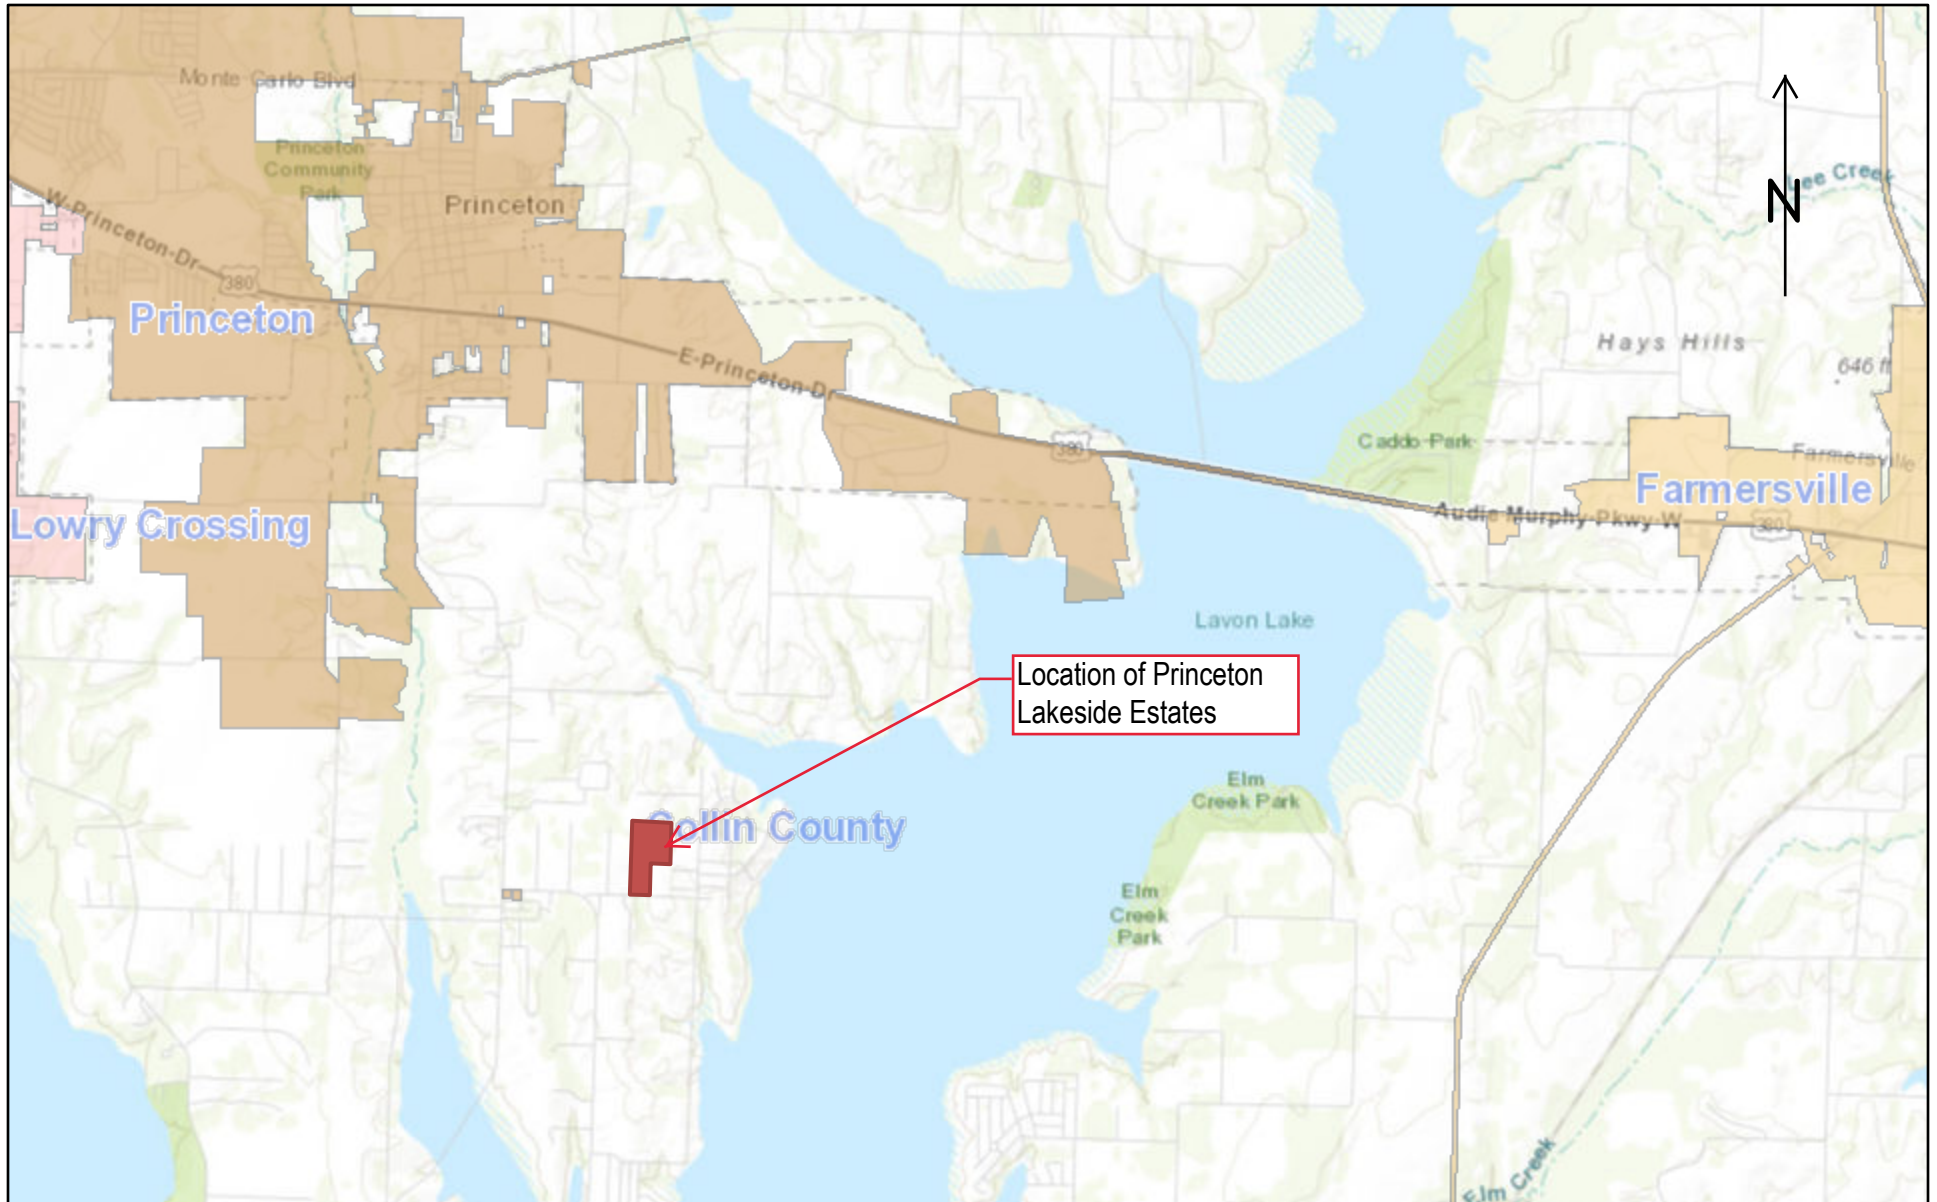 Monte Carlo Blvd
Princeton
Community
Park
Princeton
W-Princeton-Dr
380
Princeton
E-Princeton-Dr
Lee Creek
N
Hays Hills
646 ft
Caddo Park
380
Farmersville
Farmersville
Audie Murphy Pkwy W
380
Lowry Crossing
Lavon Lake
Location of Princeton
Lakeside Estates
Elm
Creek Park
Collin County
Elm
Creek
Park
Elm Creek